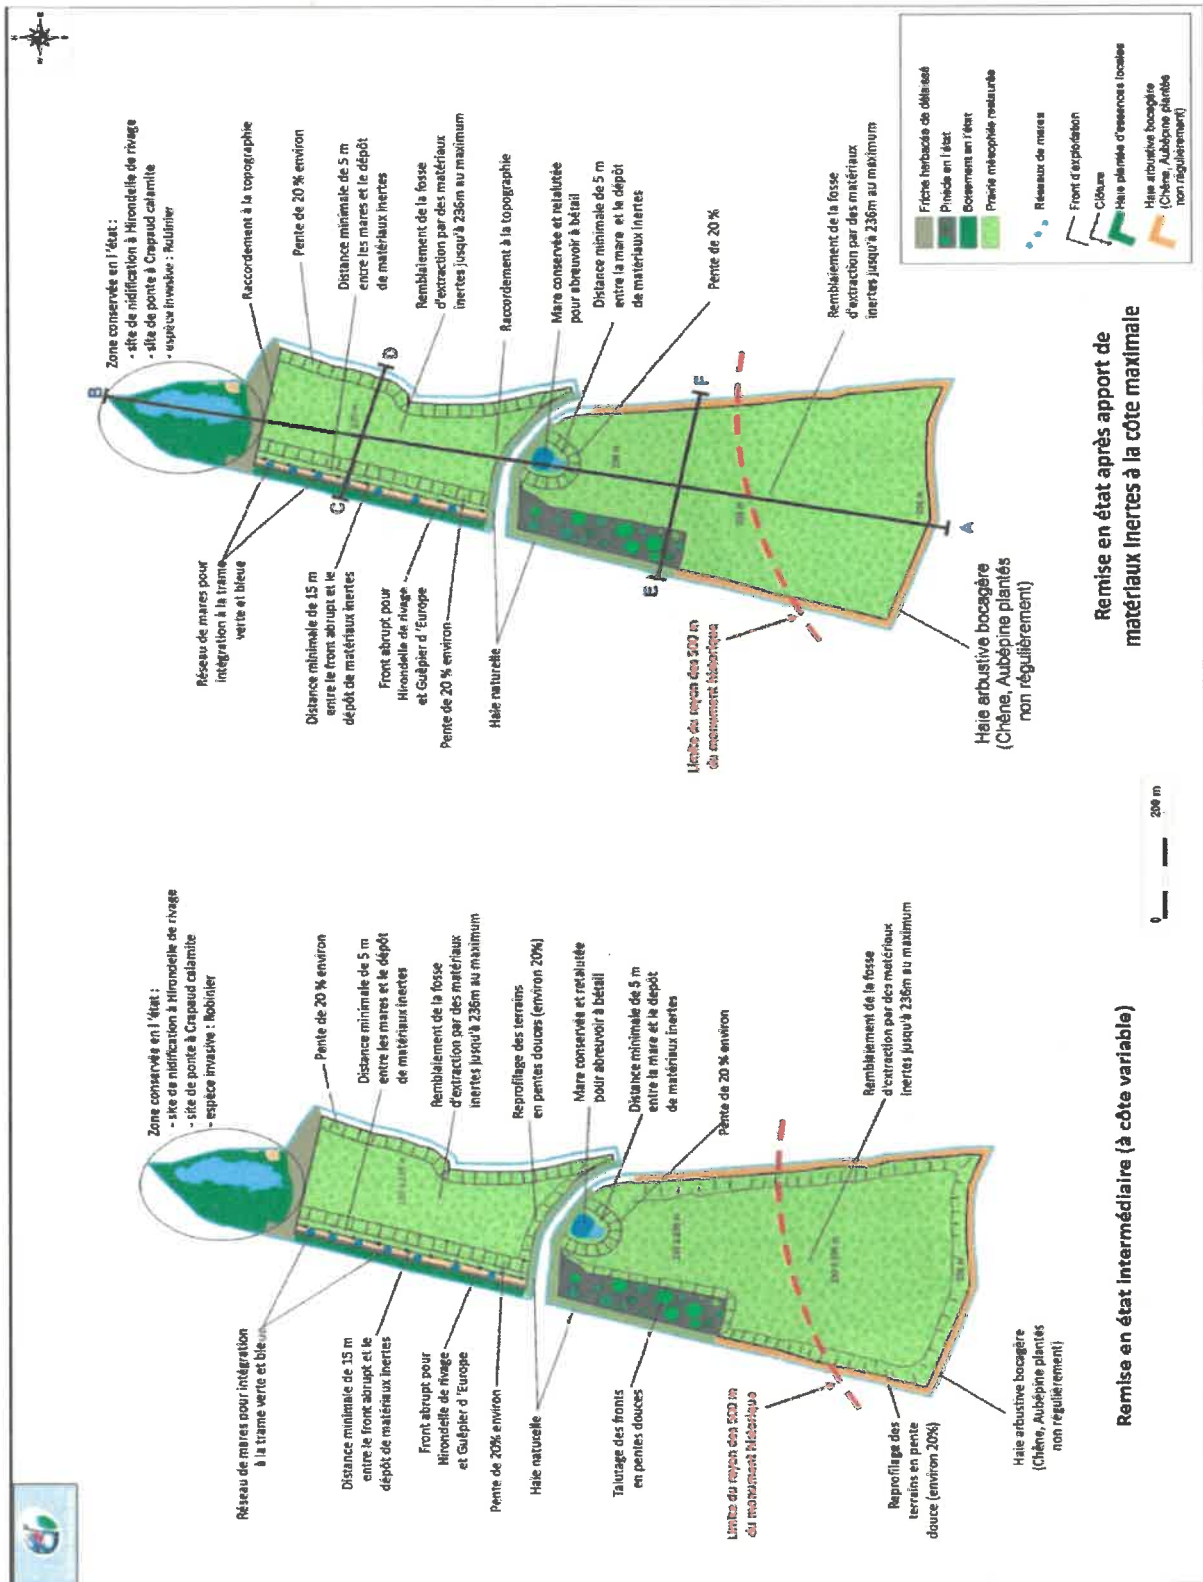 Zone conservée en l'état :
- site de nidification à Hirondelle de rivage
- site de ponte à Crapaud calamite
- espèce invasive : Robinier
Réseau de mares pour intégration
à la trame verte et bleue
Distance minimale de 15 m
entre le front abrupt et le
dépôt de matériaux inertes
Front abrupt pour
Hirondelle de rivage
et Guêpier d'Europe
Pente de 20% environ
Haie naturelle
Talutage des fronts
en pentes douces
Limite du rayon des 500 m
du monument historique
Reprofilage des
terrains en pente
douce (environ 20%)
Haie arbustive bocagère
(Chêne, Aubépine plantés
non régulièrement)
Pente de 20 % environ
Distance minimale de 5 m
entre les mares et le dépôt
de matériaux inertes
Remblaiement de la fosse
d'extraction par des matériaux
inertes jusqu'à 236m au maximum
Reprofilage des terrains
en pentes douces (environ 20%)
Mare conservée et retalutée
pour abreuvoir à bétail
Distance minimale de 5 m
entre la mare et le dépôt
de matériaux inertes
Pente de 20 % environ
Remblaiement de la fosse
d'extraction par des matériaux
inertes jusqu'à 236m au maximum
Remise en état intermédiaire (à côte variable)
0 200 m
Zone conservée en l'état :
- site de nidification à Hirondelle de rivage
- site de ponte à Crapaud calamite
- espèce invasive : Robinier
Réseau de mares pour
intégration à la trame
verte et bleue
Distance minimale de 15 m
entre le front abrupt et le
dépôt de matériaux inertes
Front abrupt pour
Hirondelle de rivage
et Guêpier d'Europe
Pente de 20 % environ
Haie naturelle
Limite du rayon des 500 m
du monument historique
Haie arbustive bocagère
(Chêne, Aubépine plantés
non régulièrement)
Raccordement à la topographie
Pente de 20 % environ
Distance minimale de 5 m
entre les mares et le dépôt
de matériaux inertes
Remblaiement de la fosse
d'extraction par des matériaux
inertes jusqu'à 236m au maximum
Raccordement à la topographie
Mare conservée et retalutée
pour abreuvoir à bétail
Distance minimale de 5 m
entre la mare et le dépôt
de matériaux inertes
Pente de 20 %
Remblaiement de la fosse
d'extraction par des matériaux
inertes jusqu'à 236m au maximum
B
D
C
F
E
A
Remise en état après apport de
matériaux inertes à la côte maximale
Friche herbacée de délaissé
Pinède en l'état
Boisement en l'état
Prairie mésophile restaurée
Réseaux de mares
Front d'exploitation
Clôture
Haie plantée d'essences locales
Haie arbustive bocagère
(Chêne, Aubépine plantés
non régulièrement)